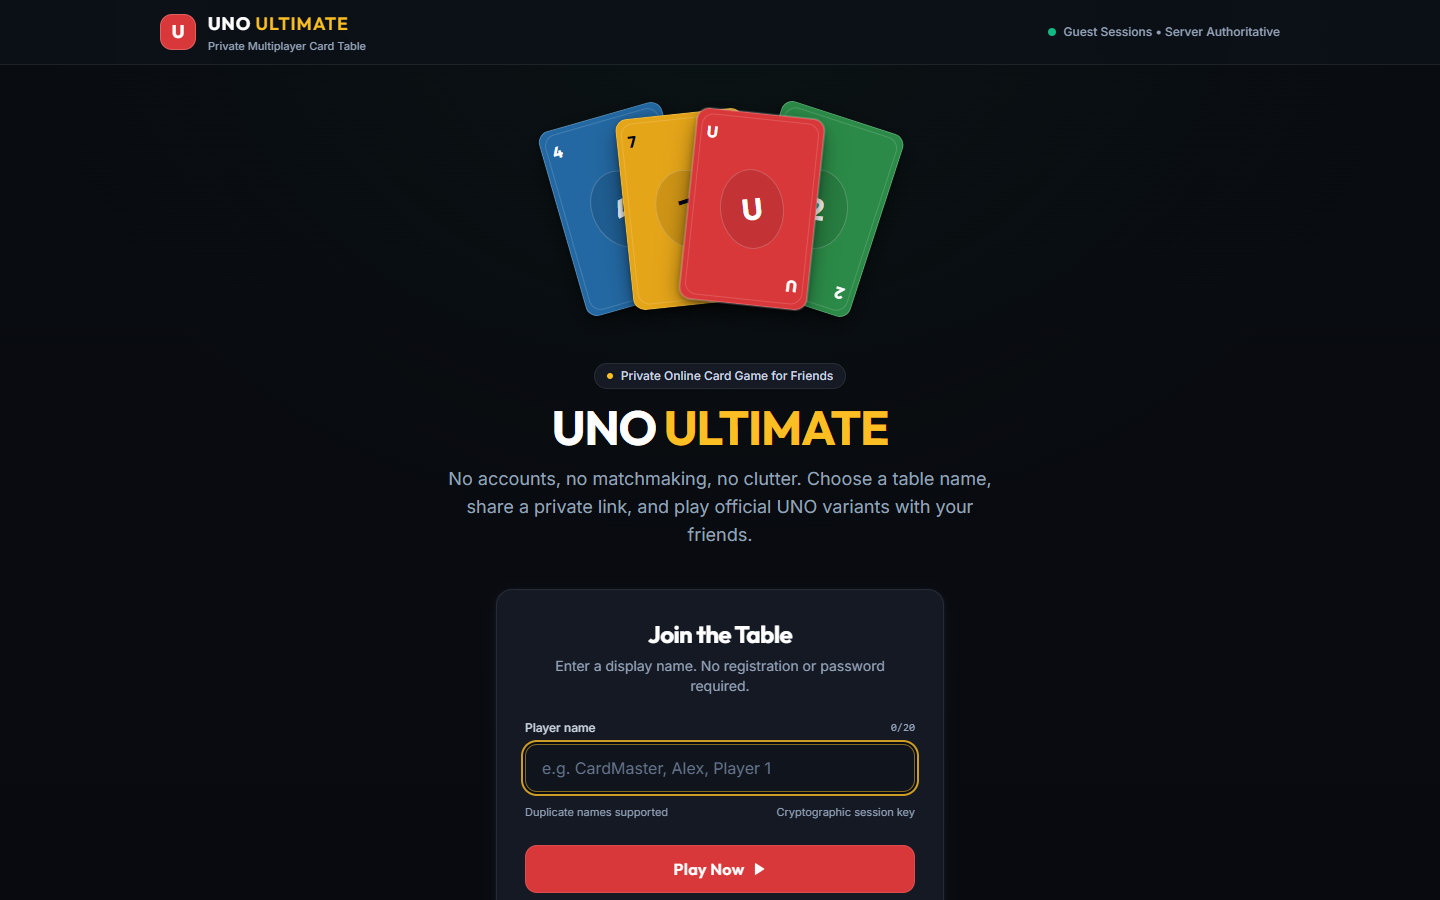 U
UNO ULTIMATE
Private Multiplayer Card Table
Guest Sessions • Server Authoritative
4
4
7
7
U
U
U
2
2
Private Online Card Game for Friends
UNO ULTIMATE
No accounts, no matchmaking, no clutter. Choose a table name,
share a private link, and play official UNO variants with your
friends.
Join the Table
Enter a display name. No registration or password
required.
Player name
0/20
e.g. CardMaster, Alex, Player 1
Duplicate names supported
Cryptographic session key
Play Now